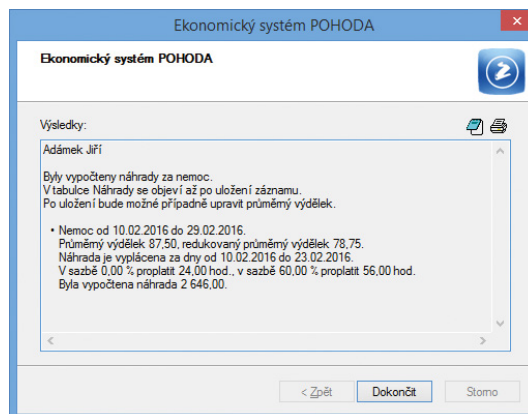 Ekonomický systém POHODA
Ekonomický systém POHODA
Výsledky:
Adámek Jiří
Byly vypočteny náhrady za nemoc.
V tabulce Náhrady se objeví až po uložení záznamu.
Po uložení bude možné případně upravit průměrný výdělek.
• Nemoc od 10.02.2016 do 29.02.2016.
Průměrný výdělek 87,50, redukovaný průměrný výdělek 78,75.
Náhrada je vyplácena za dny od 10.02.2016 do 23.02.2016.
V sazbě 0,00 % proplatit 24,00 hod., v sazbě 60,00 % proplatit 56,00 hod.
Byla vypočtena náhrada 2 646,00.
< Zpět Dokončit Storno